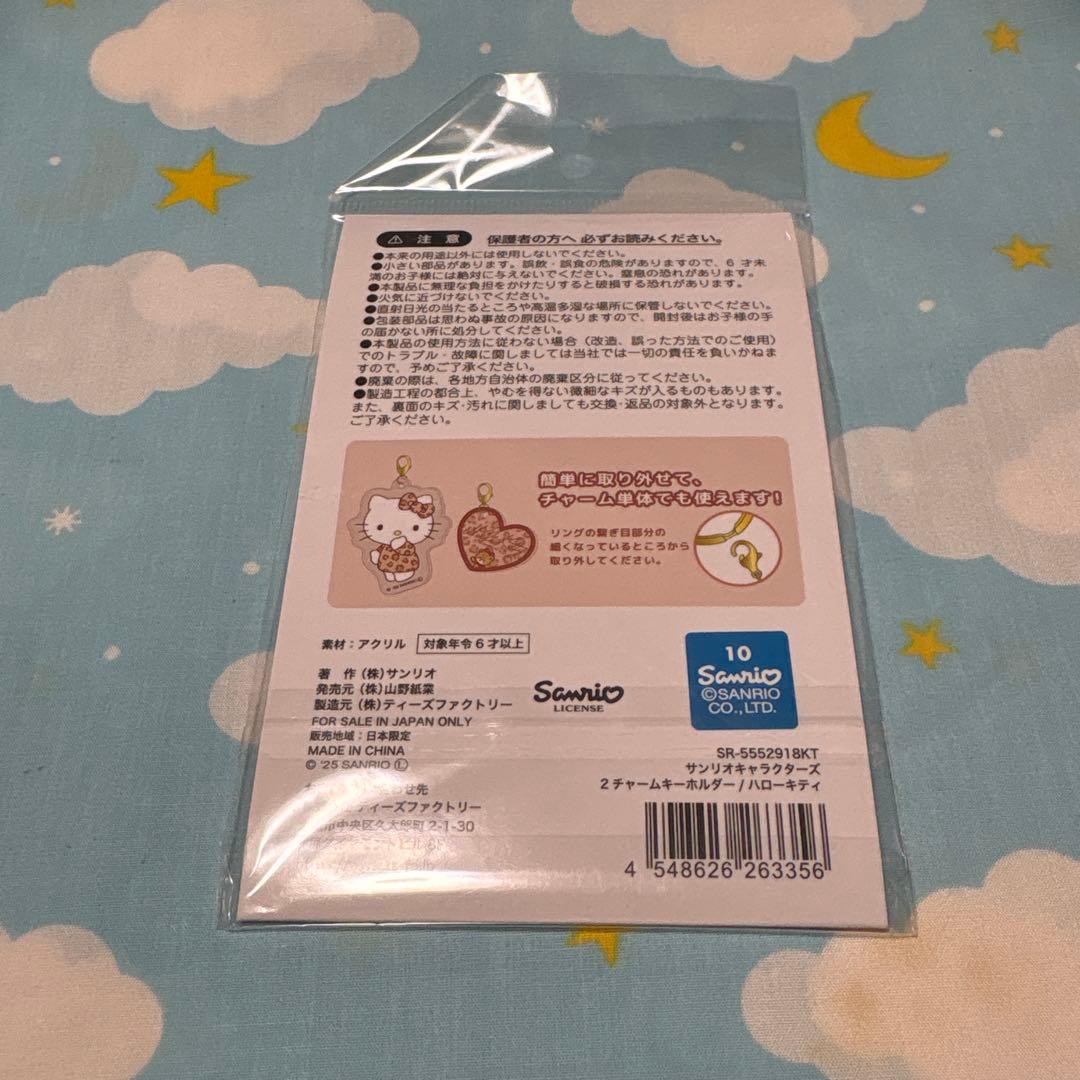 ⚠ 注意 保護者の方へ 必ずお読みください。
●本来の用途以外には使用しないでください。
●小さい部品があります。誤飲・誤食の危険がありますので、6才未
満のお子様には絶対に与えないでください。窒息の恐れがあります。
●本製品に無理な負担をかけたりすると破損する恐れがあります。
●火気に近づけないでください。
●直射日光の当たるところや高温多湿な場所に保管しないでください。
●包装部品は思わぬ事故の原因になりますので、開封後はお子様の手
の届かない所に処分してください。
●本製品の使用方法に従わない場合（改造、誤った方法でのご使用）
でのトラブル・故障に関しましては当社では一切の責任を負いかねま
すので、予めご了承ください。
●廃棄の際は、各地方自治体の廃棄区分に従ってください。
●製造工程の都合上、やむを得ない微細なキズが入るものもあります。
また、裏面のキズ・汚れに関しましても交換・返品の対象外となります。
ご了承ください。
簡単に取り外せて、
チャーム単体でも使えます！
リングの繋ぎ目部分の
細くなっているところから
取り外してください。
素材：アクリル 対象年令6才以上
著 作（株）サンリオ
発売元（株）山野紙業
製造元（株）ティーズファクトリー
FOR SALE IN JAPAN ONLY
販売地域：日本限定
MADE IN CHINA
© '25 SANRIO Ⓛ
Sanrio
LICENSE
10
Sanrio
©SANRIO
CO.,LTD.
SR-5552918KT
サンリオキャラクターズ
2チャームキーホルダー/ハローキティ
わせ先
ティーズファクトリー
市中央区久太郎町2-1-30
4 548626 263356